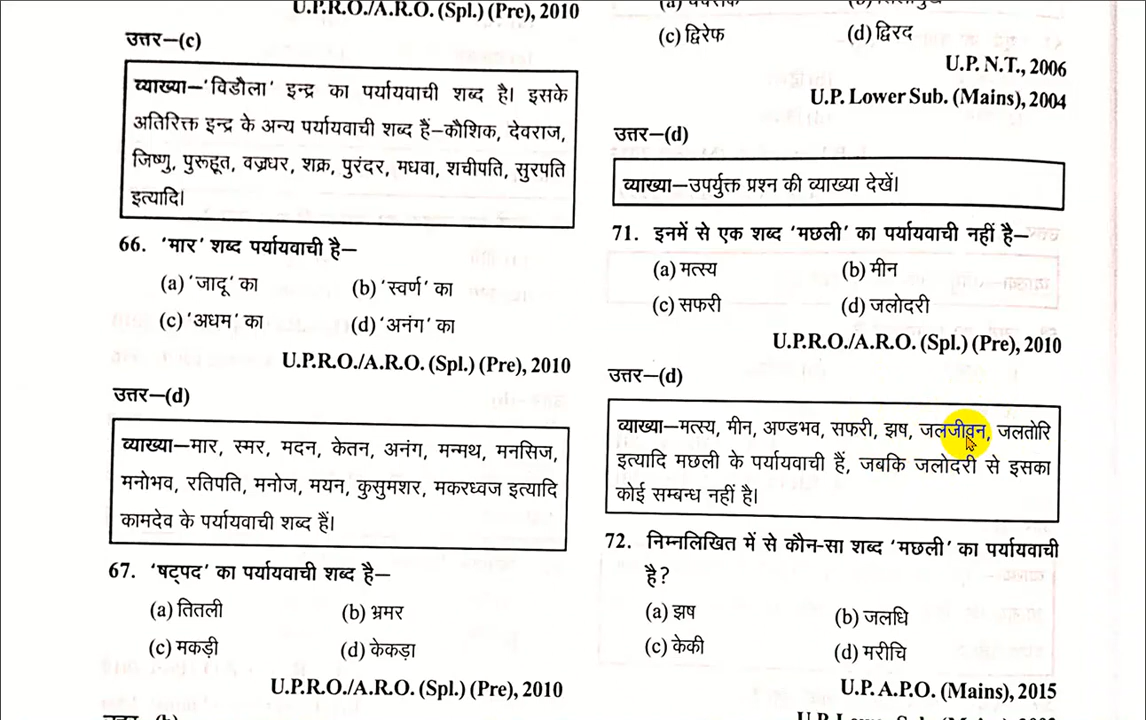 U.P.R.O./A.R.O. (Spl.) (Pre), 2010
उत्तर–(c)
व्याख्या–'विडौला' इन्द्र का पर्यायवाची शब्द है। इसके
अतिरिक्त इन्द्र के अन्य पर्यायवाची शब्द हैं–कौशिक, देवराज,
जिष्णु, पुरूहूत, वज्रधर, शक्र, पुरंदर, मधवा, शचीपति, सुरपति
इत्यादि।
66. 'मार' शब्द पर्यायवाची है–
(a) 'जादू' का (b) 'स्वर्ण' का
(c) 'अधम' का (d) 'अनंग' का
U.P.R.O./A.R.O. (Spl.) (Pre), 2010
उत्तर–(d)
व्याख्या–मार, स्मर, मदन, केतन, अनंग, मन्मथ, मनसिज,
मनोभव, रतिपति, मनोज, मयन, कुसुमशर, मकरध्वज इत्यादि
कामदेव के पर्यायवाची शब्द हैं।
67. 'षट्पद' का पर्यायवाची शब्द है–
(a) तितली (b) भ्रमर
(c) मकड़ी (d) केकड़ा
U.P.R.O./A.R.O. (Spl.) (Pre), 2010
(c) द्विरेफ (d) द्विरद
U.P. N.T., 2006
U.P. Lower Sub. (Mains), 2004
उत्तर–(d)
व्याख्या–उपर्युक्त प्रश्न की व्याख्या देखें।
71. इनमें से एक शब्द 'मछली' का पर्यायवाची नहीं है–
(a) मत्स्य (b) मीन
(c) सफरी (d) जलोदरी
U.P.R.O./A.R.O. (Spl.) (Pre), 2010
उत्तर–(d)
व्याख्या–मत्स्य, मीन, अण्डभव, सफरी, झष, जलजीवन, जलतोरि
इत्यादि मछली के पर्यायवाची हैं, जबकि जलोदरी से इसका
कोई सम्बन्ध नहीं है।
72. निम्नलिखित में से कौन-सा शब्द 'मछली' का पर्यायवाची
है?
(a) झष (b) जलधि
(c) केकी (d) मरीचि
U.P. A.P.O. (Mains), 2015